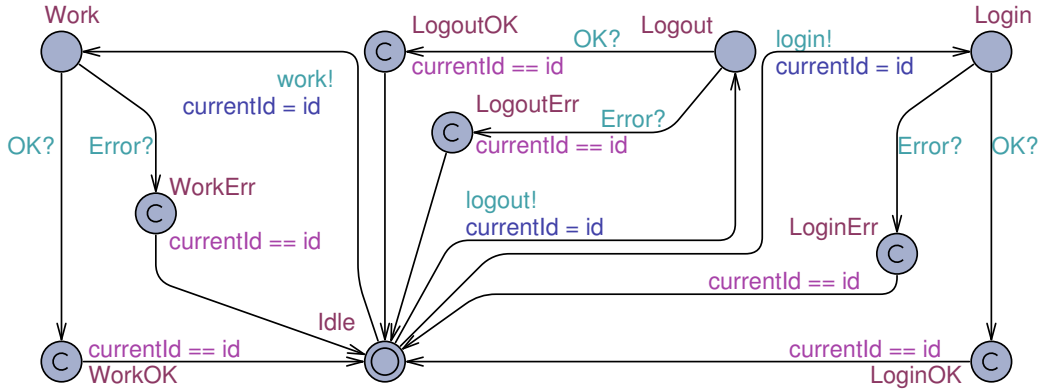 Work
LogoutOK
Logout
Login
OK?
login!
currentId == id
currentId = id
work!
currentId = id
LogoutErr
Error?
currentId == id
OK?
Error?
Error?
OK?
WorkErr
currentId == id
logout!
currentId = id
LoginErr
currentId == id
Idle
currentId == id
WorkOK
currentId == id
LoginOK
C
C
C
C
C
C